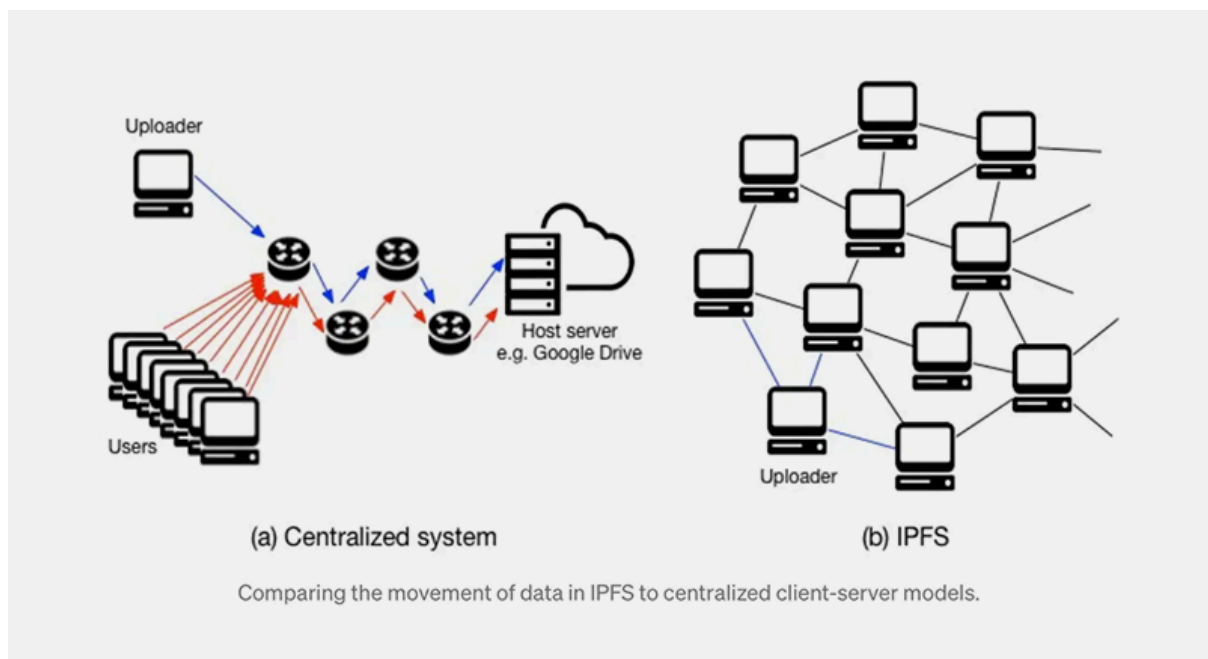 Uploader
Host server
e.g. Google Drive
Users
Uploader
(a) Centralized system
(b) IPFS
Comparing the movement of data in IPFS to centralized client-server models.